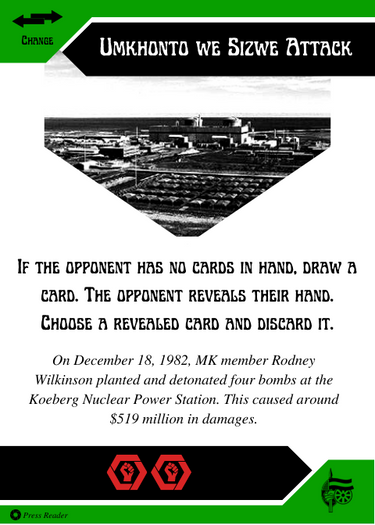 Change
Umkhonto we Sizwe Attack
If the opponent has no cards in hand, draw a
card. The opponent reveals their hand.
Choose a revealed card and discard it.
On December 18, 1982, MK member Rodney
Wilkinson planted and detonated four bombs at the
Koeberg Nuclear Power Station. This caused around
$519 million in damages.
Press Reader